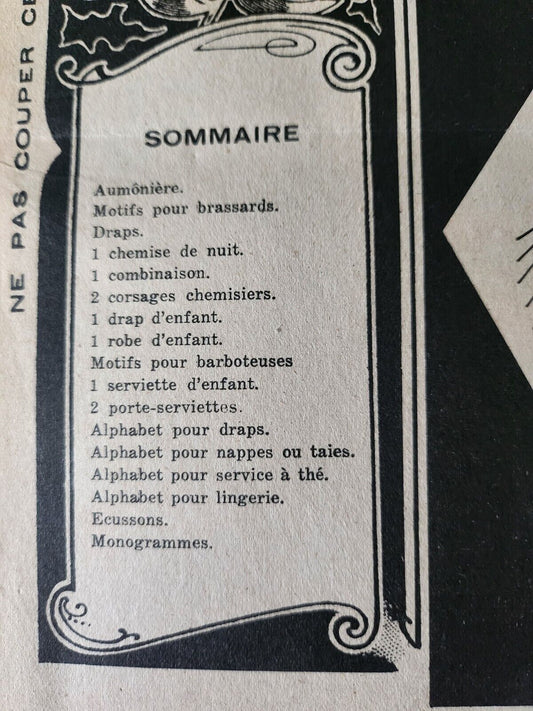 NE PAS COUPER CE
SOMMAIRE
Aumônière.
Motifs pour brassards.
Draps.
1 chemise de nuit.
1 combinaison.
2 corsages chemisiers.
1 drap d'enfant.
1 robe d'enfant.
Motifs pour barboteuses
1 serviette d'enfant.
2 porte-serviettes.
Alphabet pour draps.
Alphabet pour nappes ou taies.
Alphabet pour service à thé.
Alphabet pour lingerie.
Ecussons.
Monogrammes.